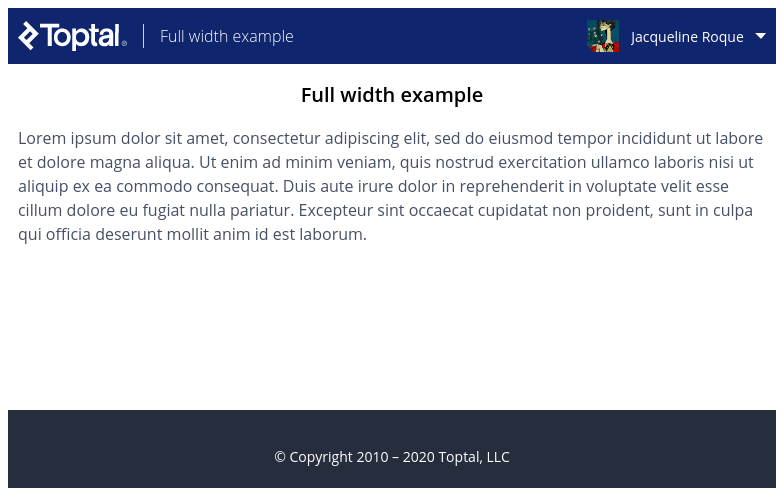 Toptal® Full width example Jacqueline Roque
Full width example
Lorem ipsum dolor sit amet, consectetur adipiscing elit, sed do eiusmod tempor incididunt ut labore
et dolore magna aliqua. Ut enim ad minim veniam, quis nostrud exercitation ullamco laboris nisi ut
aliquip ex ea commodo consequat. Duis aute irure dolor in reprehenderit in voluptate velit esse
cillum dolore eu fugiat nulla pariatur. Excepteur sint occaecat cupidatat non proident, sunt in culpa
qui officia deserunt mollit anim id est laborum.
© Copyright 2010 – 2020 Toptal, LLC